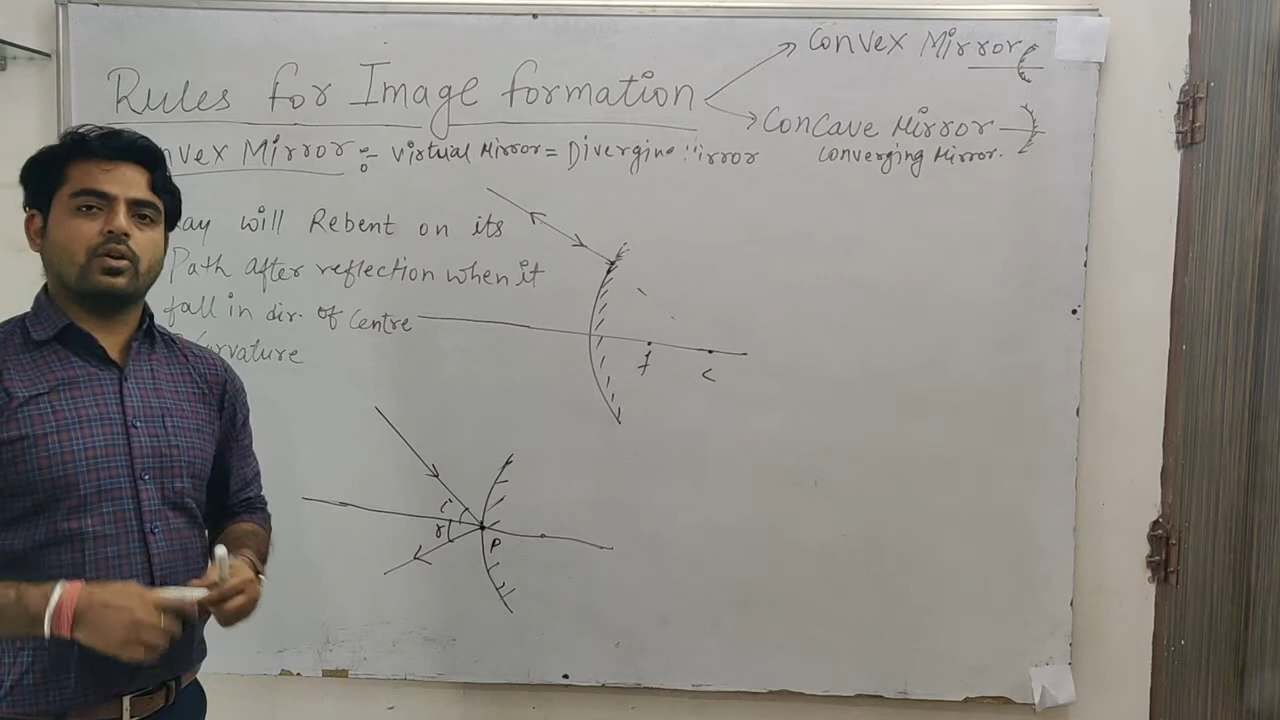 Convex Mirror
Rules for Image formation
Concave Mirror
Converging Mirror.
nvex Mirror :- Virtual Mirror = Diverging Mirror
ay will Rebent on its
Path after reflection when it
fall in dir. of Centre
urvature
f
c
i
r
P